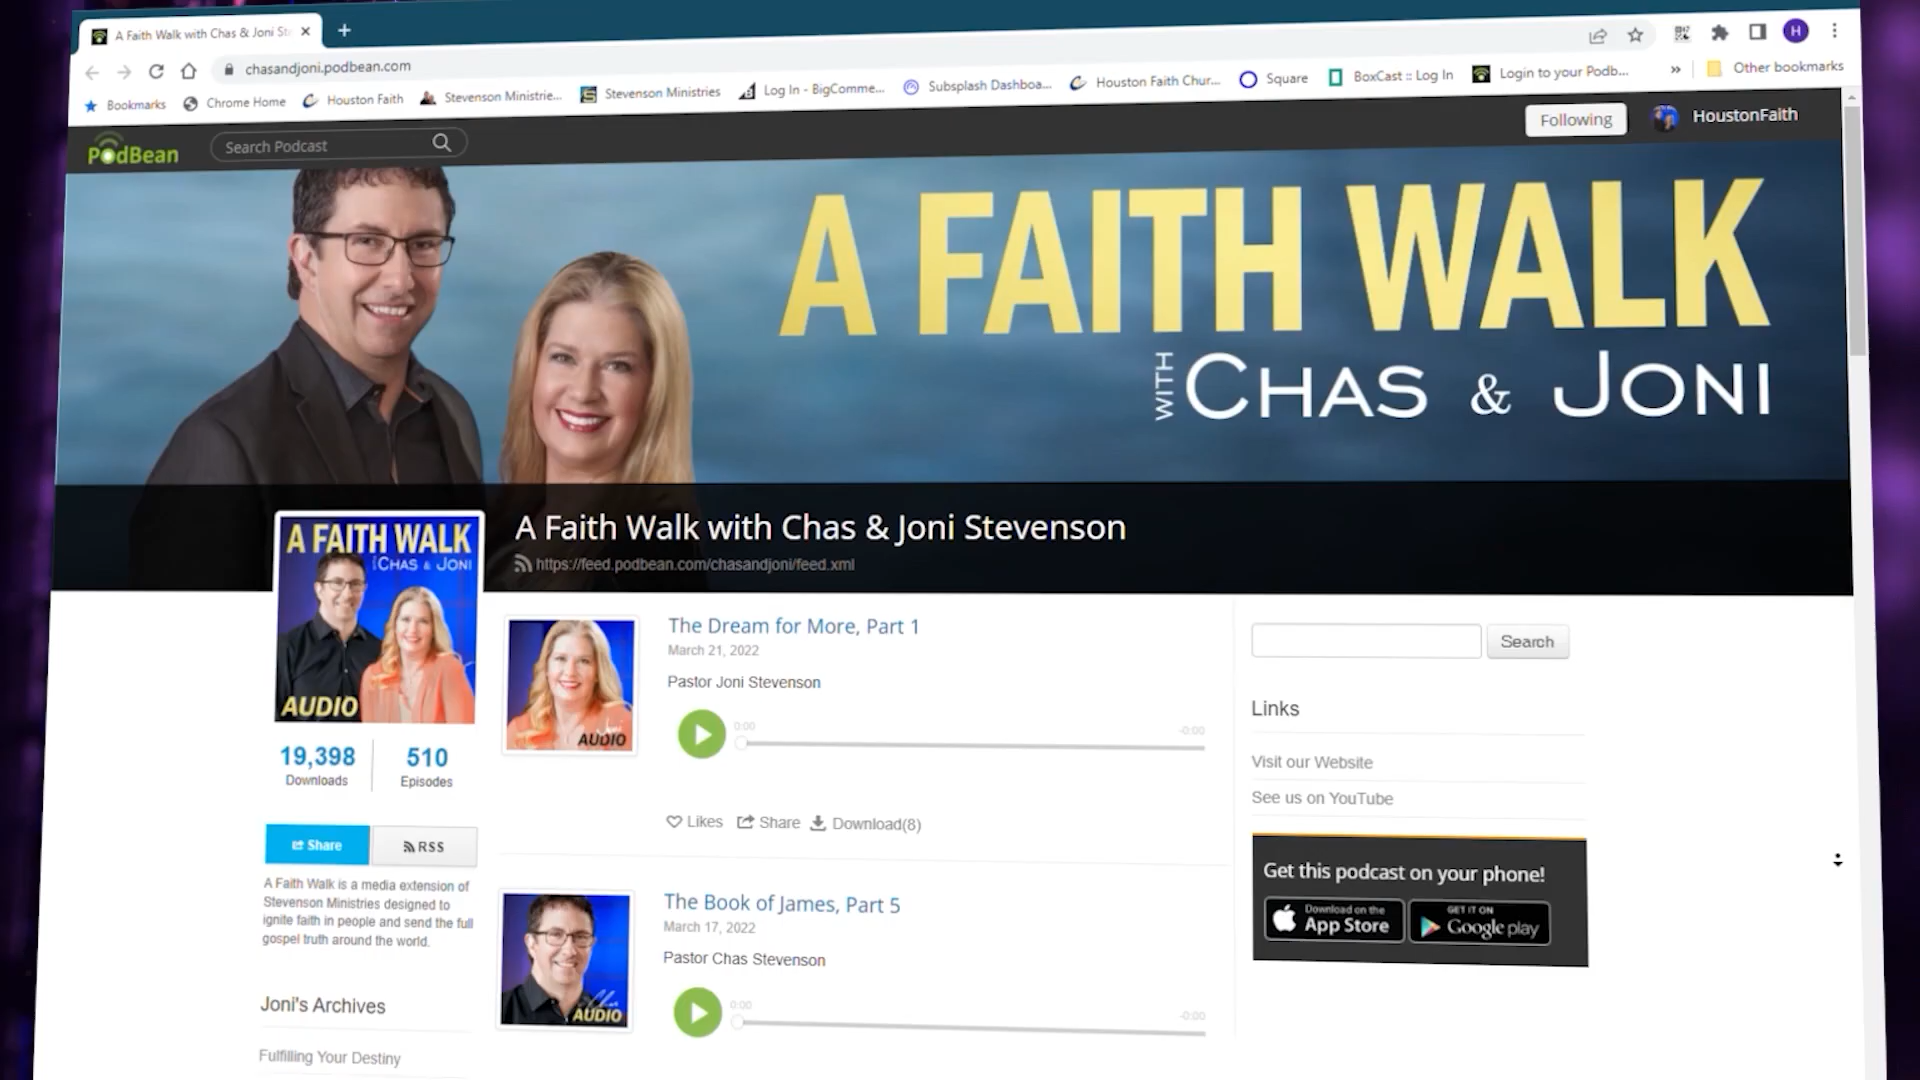 A Faith Walk with Chas & Joni St
chasandjoni.podbean.com
H
Bookmarks
Chrome Home
Houston Faith
Stevenson Ministrie...
Stevenson Ministries
Log In - BigComme...
Subsplash Dashboa...
Houston Faith Chur...
Square
BoxCast :: Log In
Login to your Podb...
»
Other bookmarks
PodBean
Search Podcast
Following
HoustonFaith
A FAITH WALK
WITH CHAS & JONI
A Faith Walk with Chas & Joni Stevenson
https://feed.podbean.com/chasandjoni/feed.xml
A FAITH WALK
CHAS & JONI
AUDIO
19,398
Downloads
510
Episodes
Share
RSS
A Faith Walk is a media extension of
Stevenson Ministries designed to
ignite faith in people and send the full
gospel truth around the world.
Joni's Archives
Fulfilling Your Destiny
The Dream for More, Part 1
March 21, 2022
Pastor Joni Stevenson
Joni
AUDIO
0:00
-0:00
Likes
Share
Download(8)
The Book of James, Part 5
March 17, 2022
Pastor Chas Stevenson
Chas
AUDIO
0:00
-0:00
Search
Links
Visit our Website
See us on YouTube
Get this podcast on your phone!
Download on the
App Store
GET IT ON
Google play